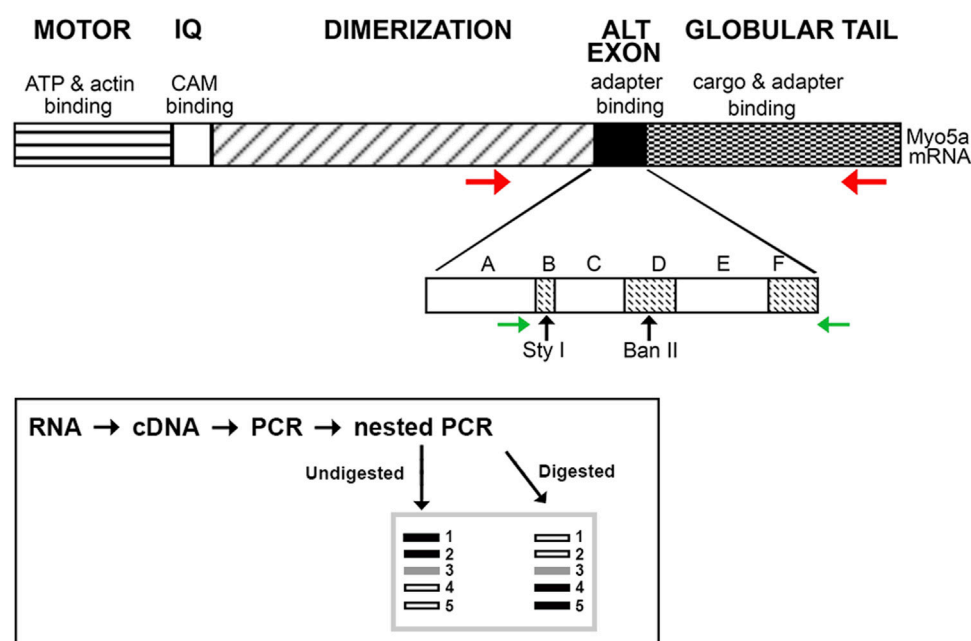 MOTOR IQ DIMERIZATION ALT EXON GLOBULAR TAIL
ATP & actin binding
CAM binding
adapter binding
cargo & adapter binding
Myo5a mRNA
A B C D E F
Sty I Ban II
RNA → cDNA → PCR → nested PCR
Undigested Digested
1 1
2 2
3 3
4 4
5 5